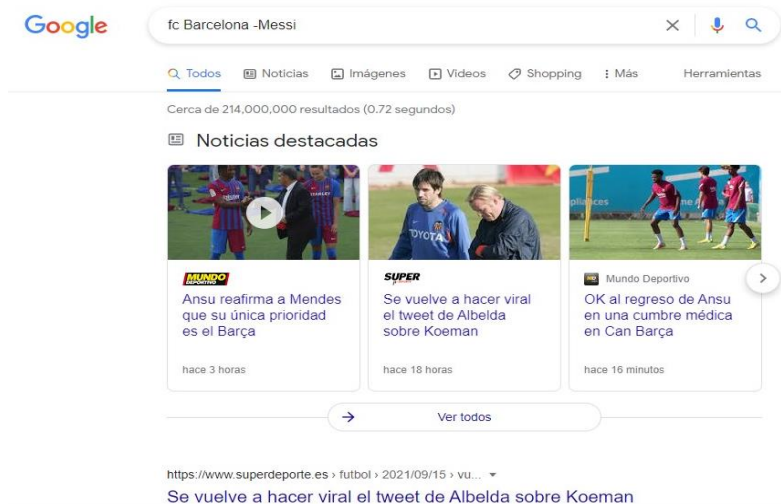 Google
fc Barcelona -Messi
Todos Noticias Imágenes Videos Shopping Más Herramientas
Cerca de 214,000,000 resultados (0.72 segundos)
Noticias destacadas
TOYOTA
MUNDO DEPORTIVO
Ansu reafirma a Mendes
que su única prioridad
es el Barça
hace 3 horas
SUPER
Se vuelve a hacer viral
el tweet de Albelda
sobre Koeman
hace 18 horas
Mundo Deportivo
OK al regreso de Ansu
en una cumbre médica
en Can Barça
hace 16 minutos
Ver todos
https://www.superdeporte.es › futbol › 2021/09/15 › vu...
Se vuelve a hacer viral el tweet de Albelda sobre Koeman